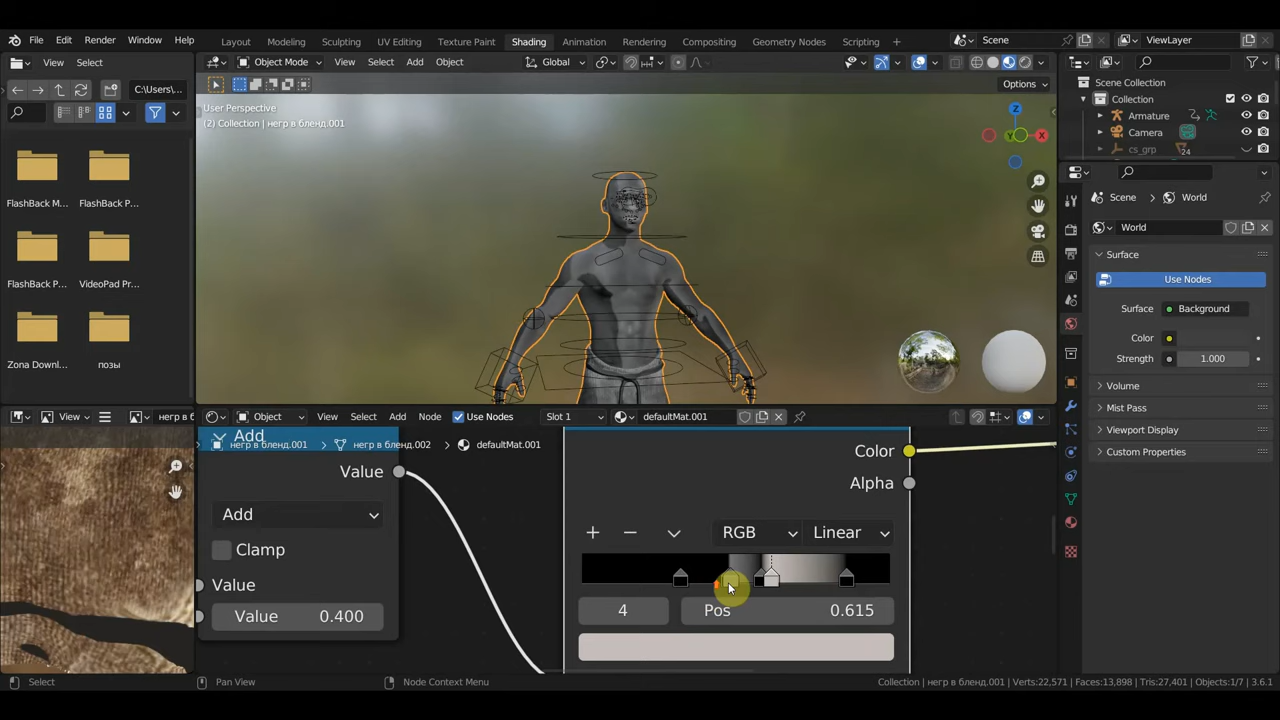 File Edit Render Window Help
Layout Modeling Sculpting UV Editing Texture Paint Shading Animation Rendering Compositing Geometry Nodes Scripting
Scene
ViewLayer
View Select
Object Mode View Select Add Object
Global
Options
C:\Users\...
User Perspective
(2) Collection | негр в бленд.001
Z
X
Y
Scene Collection
Collection
Armature
Camera
cs_grp
24
FlashBack M...
FlashBack P...
FlashBack P...
VideoPad Pr...
Zona Downl...
позы
Scene
World
World
Surface
Use Nodes
Surface
Background
Color
Strength
1.000
Volume
Mist Pass
Viewport Display
Custom Properties
View
негр в б
Object View Select Add Node Use Nodes Slot 1 defaultMat.001
Add
негр в бленд.001 негр в бленд.002 defaultMat.001
Value
Add
Clamp
Value
Value 0.400
Color
Alpha
RGB
Linear
4
Pos 0.615
Select
Pan View
Node Context Menu
Collection | негр в бленд.001 | Verts:22,571 | Faces:13,898 | Tris:27,401 | Objects:1/7 | 3.6.1